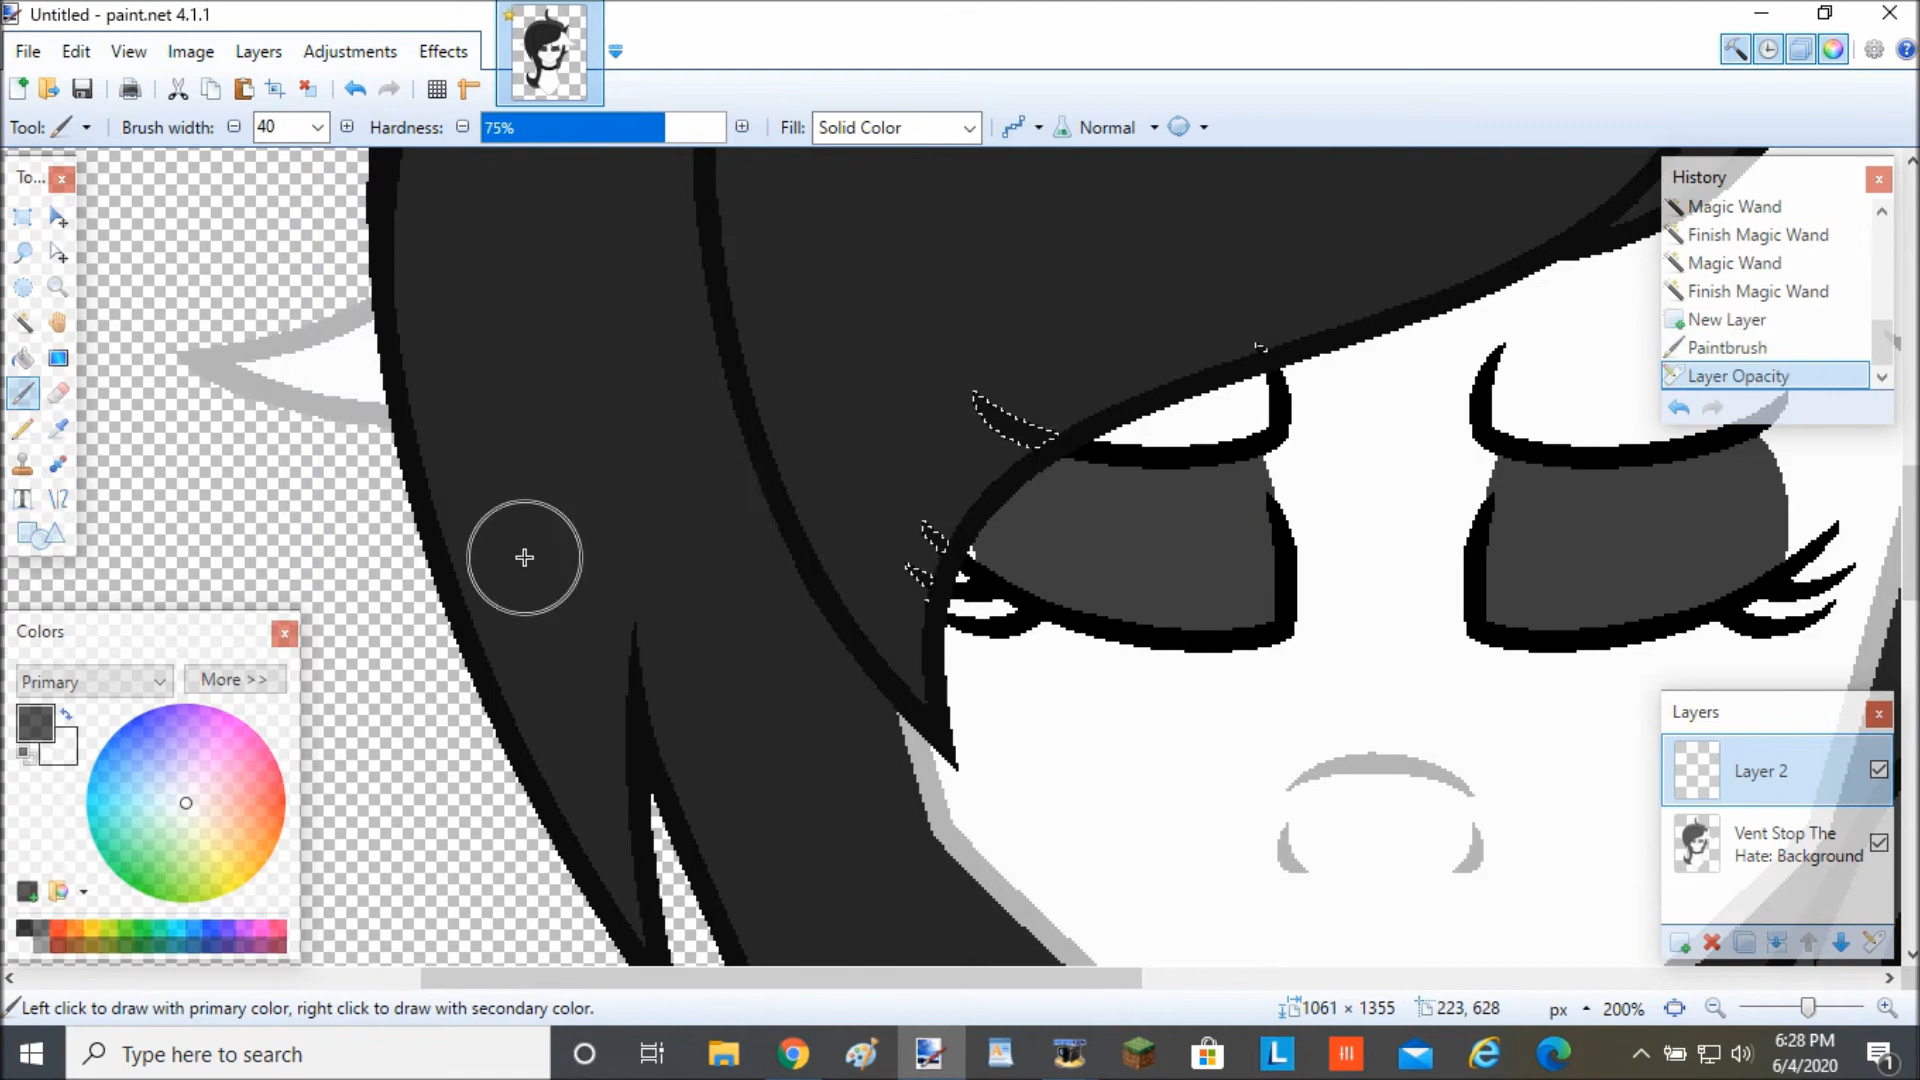 Untitled - paint.net 4.1.1
File Edit View Image Layers Adjustments Effects
Tool: Brush width: 40 Hardness: 75% Fill: Solid Color Normal
To...
History
Magic Wand
Finish Magic Wand
Magic Wand
Finish Magic Wand
New Layer
Paintbrush
Layer Opacity
Colors
Primary More >>
Layers
Layer 2
Vent Stop The
Hate: Background
Left click to draw with primary color, right click to draw with secondary color.
1061 × 1355 223, 628 px 200%
Type here to search
6:28 PM
6/4/2020
1